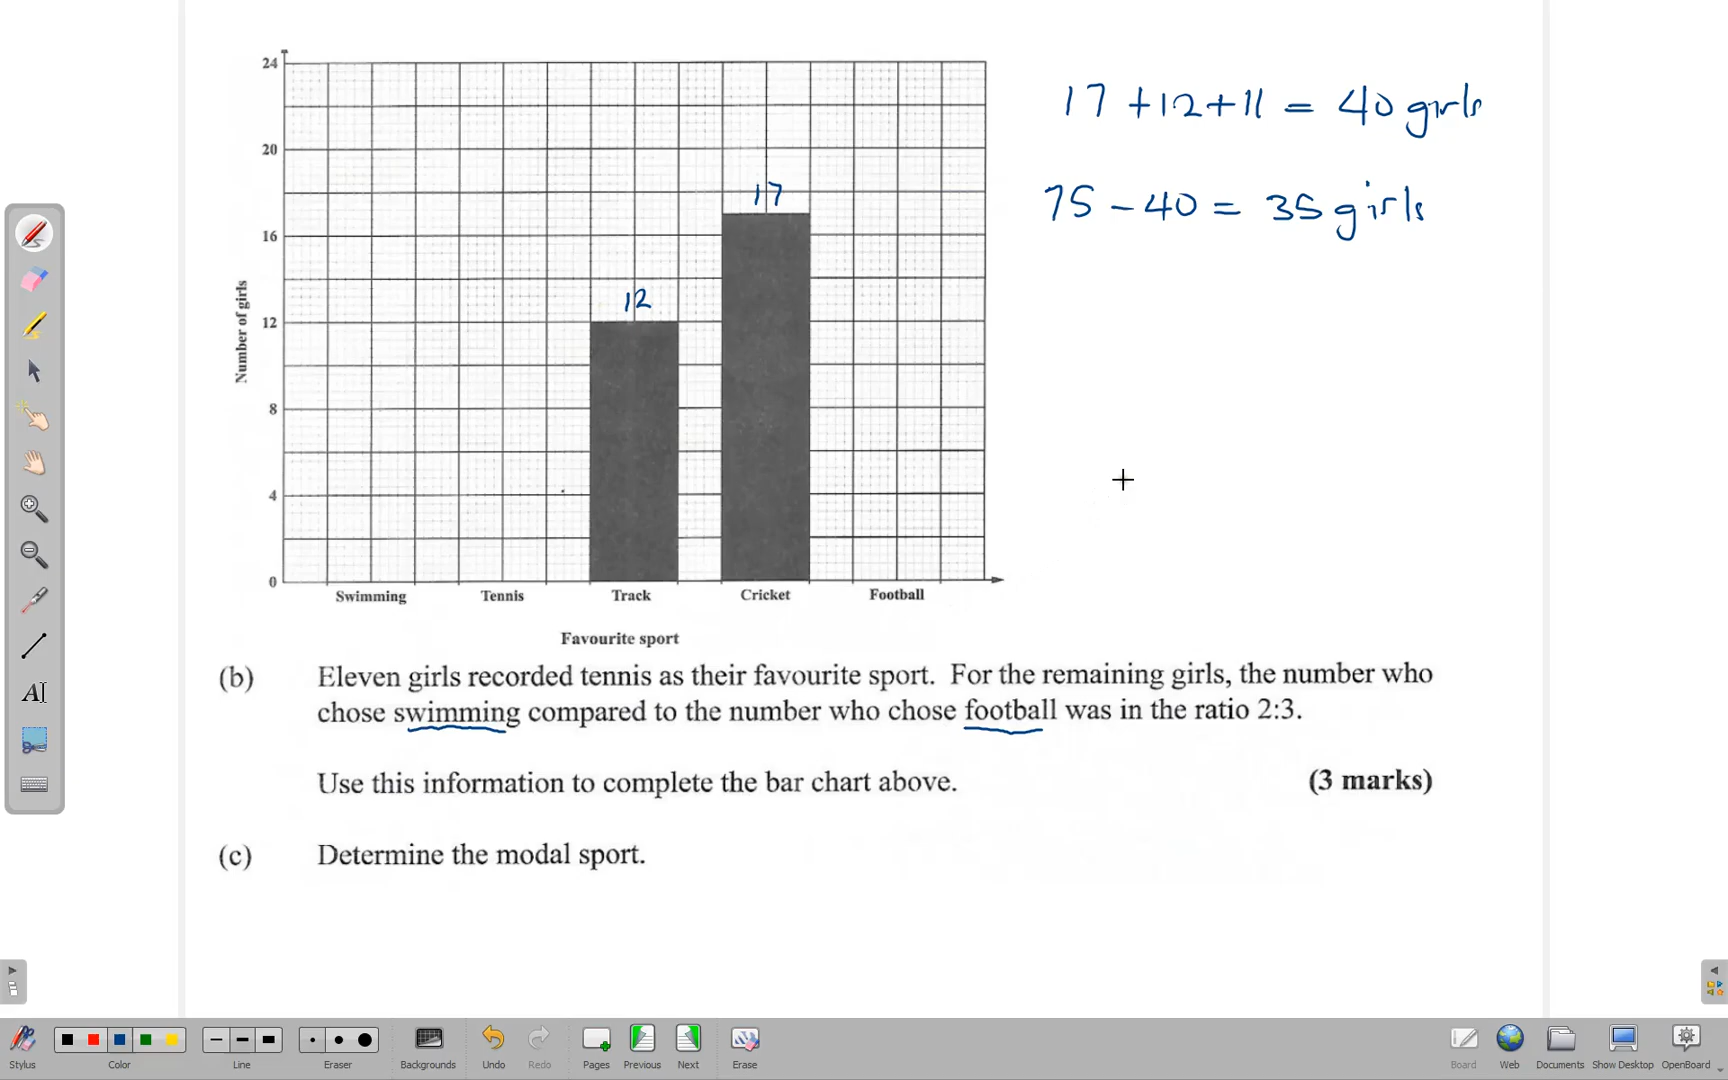 24
20
16
12
8
4
0
Number of girls
12
17
Swimming Tennis Track Cricket Football
Favourite sport
17 + 12 + 11 = 40 girls
75 - 40 = 35 girls
(b) Eleven girls recorded tennis as their favourite sport. For the remaining girls, the number who
chose swimming compared to the number who chose football was in the ratio 2:3.
Use this information to complete the bar chart above. (3 marks)
(c) Determine the modal sport.
AI
Stylus Color Line Eraser Backgrounds Undo Redo Pages Previous Next Erase Board Web Documents Show Desktop OpenBoard